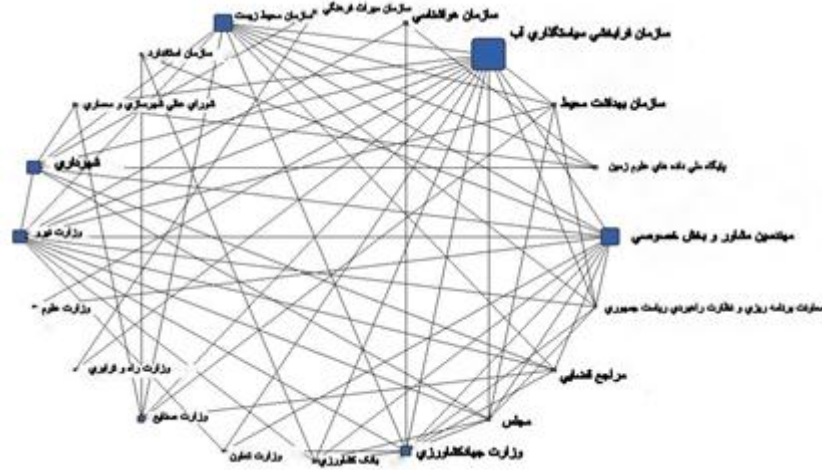 سازمان محیط زیست
سازمان میراث فرهنگی
سازمان هواشناسی
سازمان فرابخشی سیاستگذاری آب
سازمان استاندارد
شورای عالی شهرسازی و معماری
سازمان بهداشت محیط
شهرداری
پایگاه ملی داده های علوم زمین
وزارت نیرو
مهندسین مشاور و بخش خصوصی
وزارت علوم
معاونت برنامه ریزی و نظارت راهبردی ریاست جمهوری
وزارت راه و ترابری
مراجع قضایی
وزارت صنایع
مجلس
وزارت تعاون
بانک کشاورزی
وزارت جهادکشاورزی